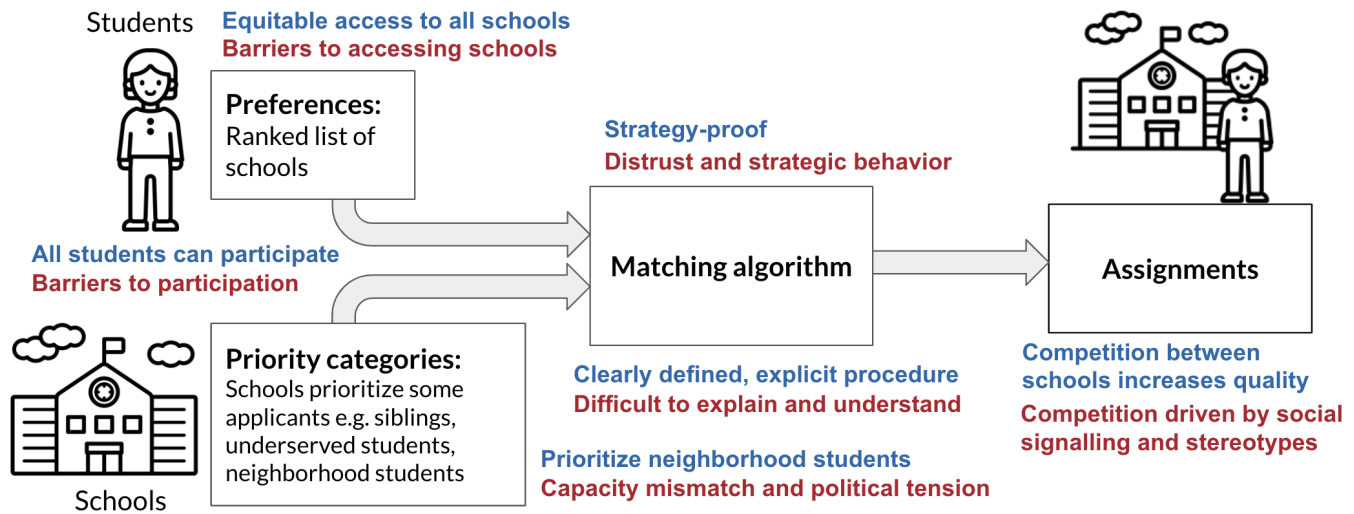 Students
Equitable access to all schools
Barriers to accessing schools
Preferences:
Ranked list of
schools
All students can participate
Barriers to participation
Schools
Priority categories:
Schools prioritize some
applicants e.g. siblings,
underserved students,
neighborhood students
Strategy-proof
Distrust and strategic behavior
Matching algorithm
Clearly defined, explicit procedure
Difficult to explain and understand
Prioritize neighborhood students
Capacity mismatch and political tension
Assignments
Competition between
schools increases quality
Competition driven by social
signalling and stereotypes